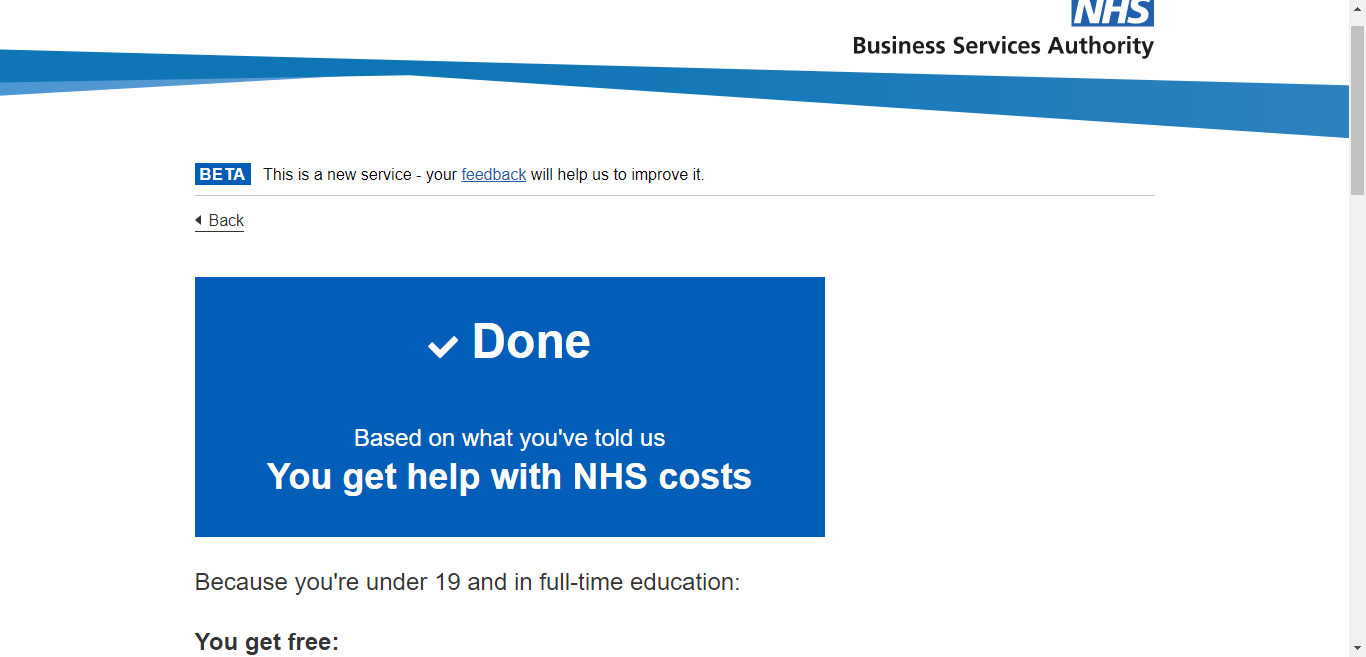 NHS
Business Services Authority
BETA This is a new service - your feedback will help us to improve it.
Back
Done
Based on what you've told us
You get help with NHS costs
Because you're under 19 and in full-time education:
You get free: